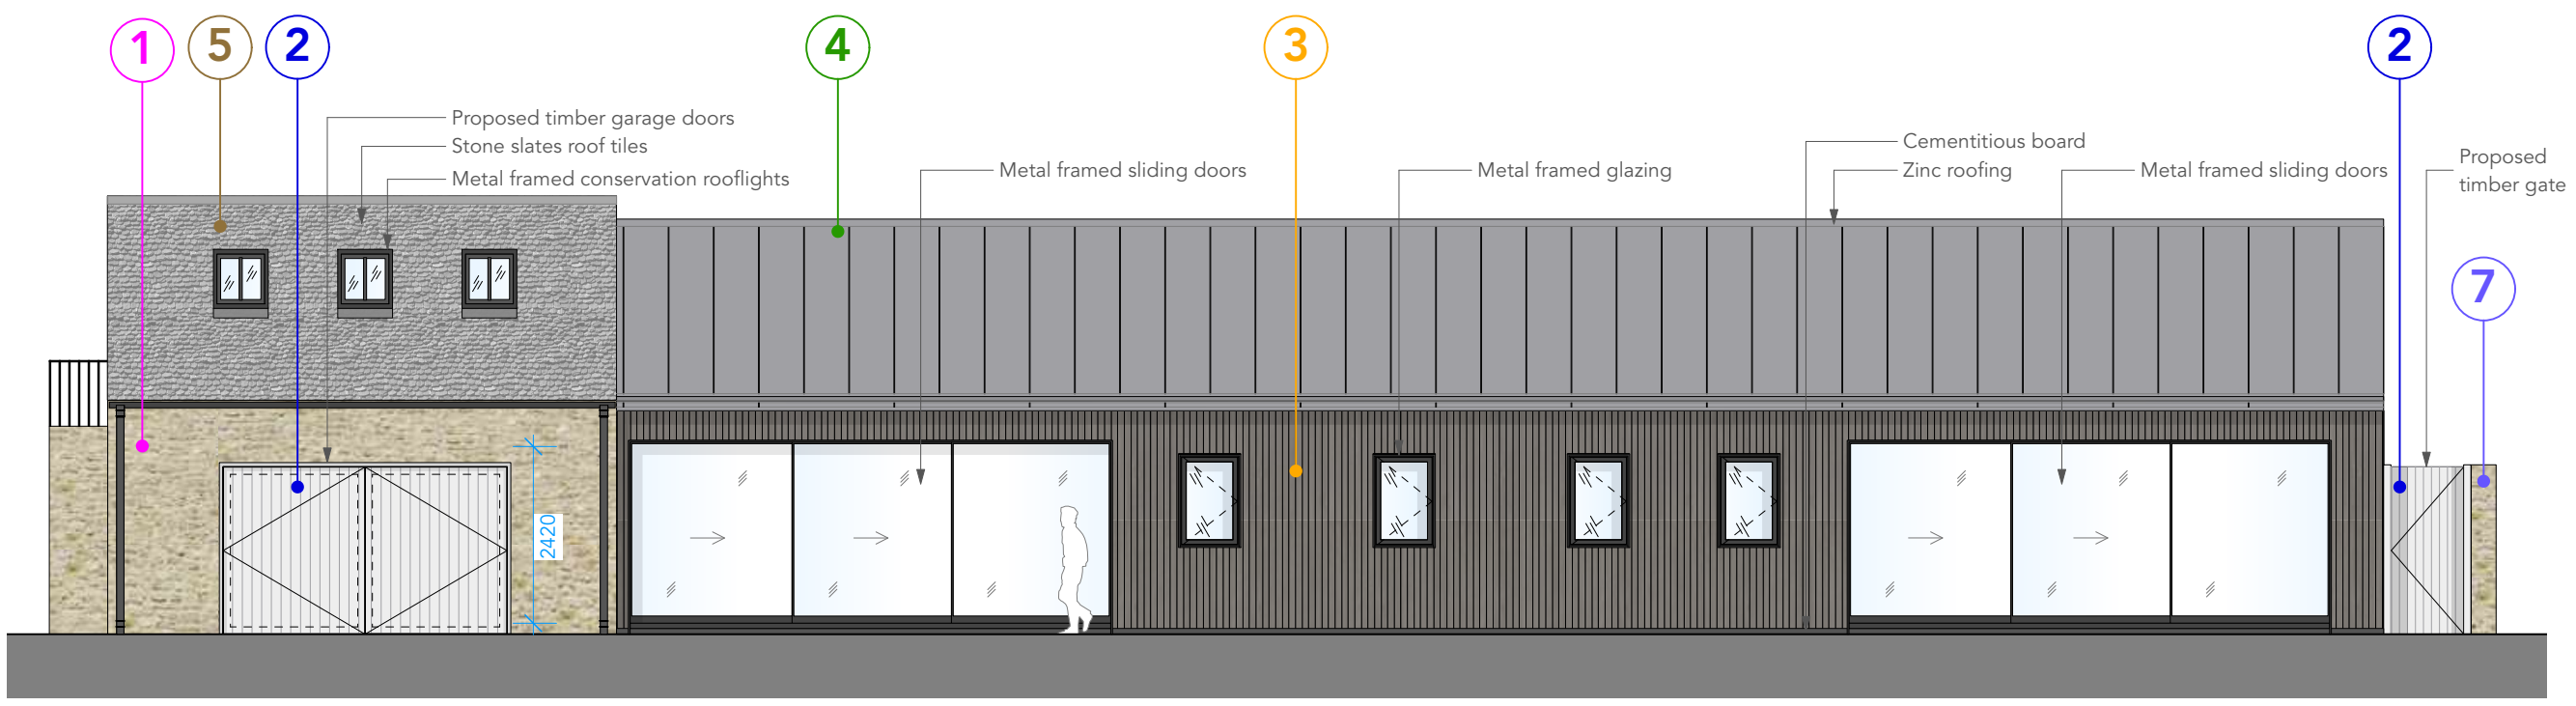 1
5
2
4
3
2
Proposed timber garage doors
Stone slates roof tiles
Metal framed conservation rooflights
Metal framed sliding doors
Metal framed glazing
Cementitious board
Zinc roofing
Metal framed sliding doors
Proposed
timber gate
7
2420